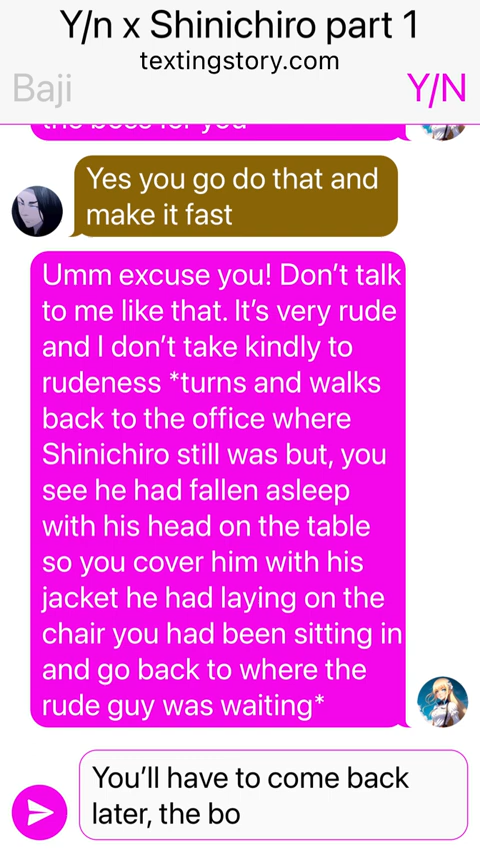 Y/n x Shinichiro part 1
textingstory.com
Baji
Y/N
the boss for you
Yes you go do that and
make it fast
Umm excuse you! Don’t talk
to me like that. It’s very rude
and I don’t take kindly to
rudeness *turns and walks
back to the office where
Shinichiro still was but, you
see he had fallen asleep
with his head on the table
so you cover him with his
jacket he had laying on the
chair you had been sitting in
and go back to where the
rude guy was waiting*
You’ll have to come back
later, the bo